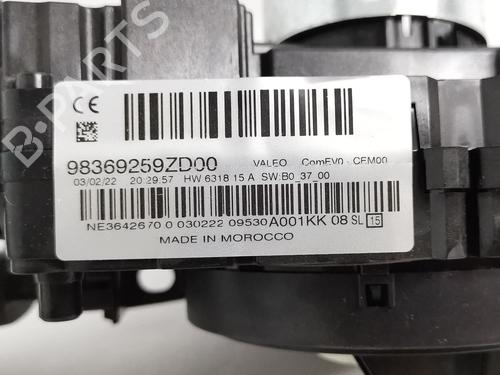 B-PARTS
CE
98369259ZD00 VALEO ComEV0 - CEM00
03/02/22 20:29:57 HW 6318 15 A SW:B0_37_00
NE3642670 0 030222 09530A001KK 08 SL 15
MADE IN MOROCCO